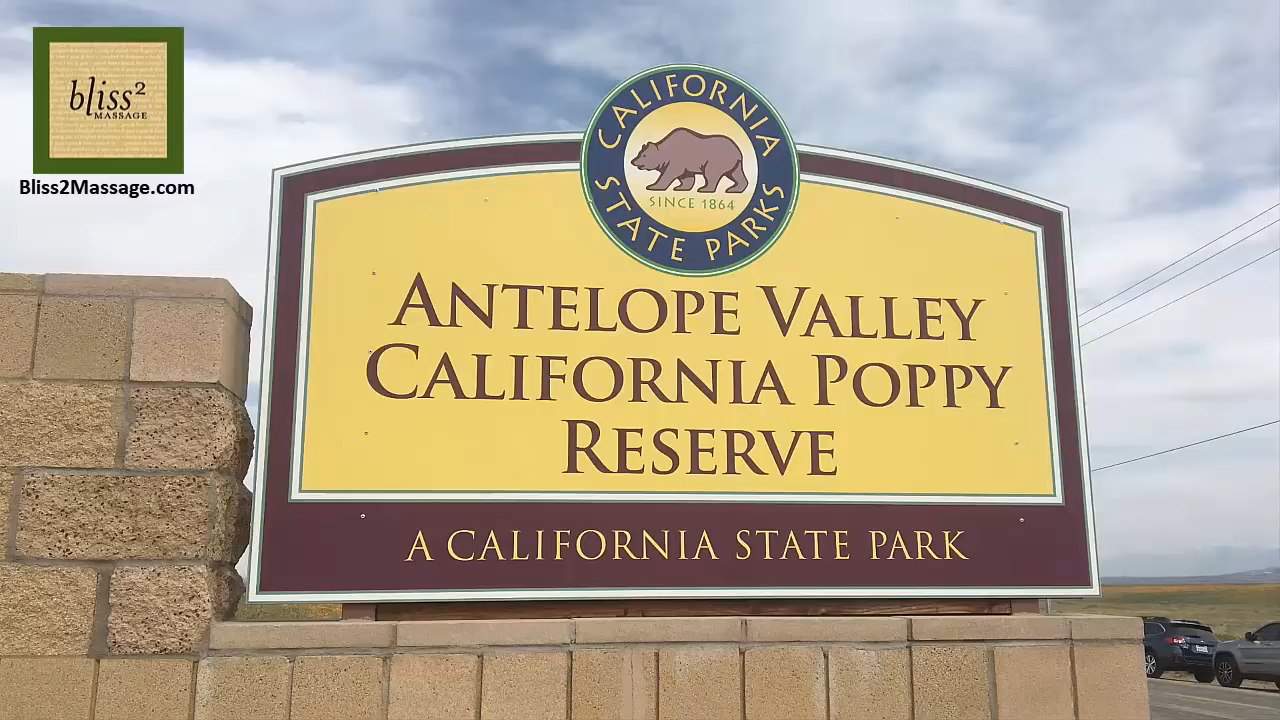 bliss²
MASSAGE
Bliss2Massage.com
CALIFORNIA
STATE PARKS
SINCE 1864
ANTELOPE VALLEY
CALIFORNIA POPPY
RESERVE
A CALIFORNIA STATE PARK